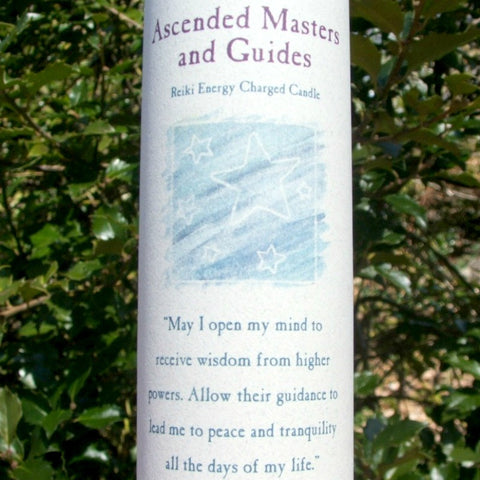 Ascended Masters
and Guides
Reiki Energy Charged Candle
"May I open my mind to
receive wisdom from higher
powers. Allow their guidance to
lead me to peace and tranquility
all the days of my life."